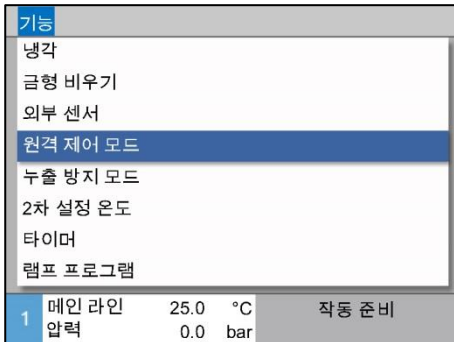 기능
냉각
금형 비우기
외부 센서
원격 제어 모드
누출 방지 모드
2차 설정 온도
타이머
램프 프로그램
1 메인 라인 25.0 °C 작동 준비
압력 0.0 bar